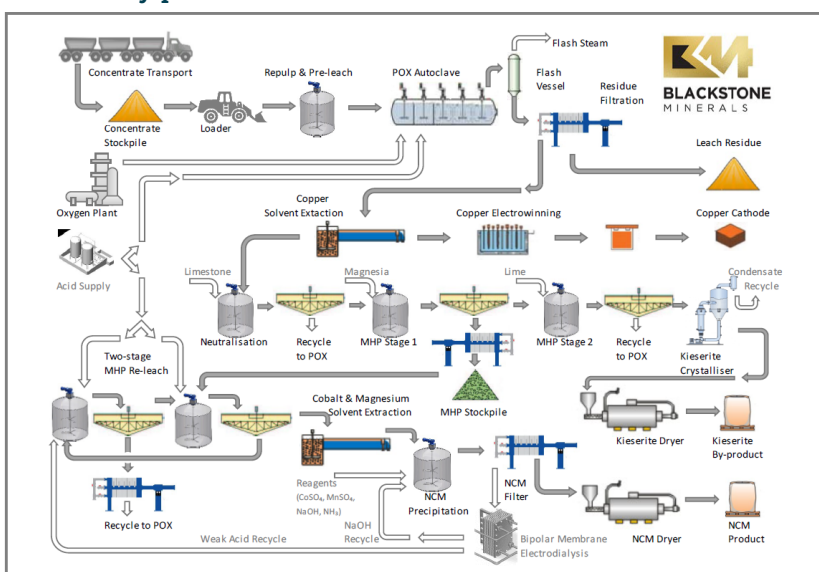 Flash Steam
Concentrate Transport
Repulp & Pre-leach
POX Autoclave
Flash
Vessel
Residue
Filtration
BLACKSTONE
MINERALS
Concentrate
Stockpile
Loader
Leach Residue
Oxygen Plant
Copper
Solvent Extraction
Copper Electrowinning
Copper Cathode
Acid Supply
Limestone
Magnesia
Lime
Condensate
Recycle
Neutralisation
Recycle
to POX
MHP Stage 1
MHP Stage 2
Recycle
to POX
Kieserite
Crystalliser
Two-stage
MHP Re-leach
Cobalt & Magnesium
Solvent Extraction
MHP Stockpile
Kieserite Dryer
Kieserite
By-product
Reagents
(CoSO₄, MnSO₄,
NaOH, NH₃)
NCM
Precipitation
NCM
Filter
Recycle to POX
Weak Acid Recycle
NaOH
Recycle
Bipolar Membrane
Electrodialysis
NCM Dryer
NCM
Product